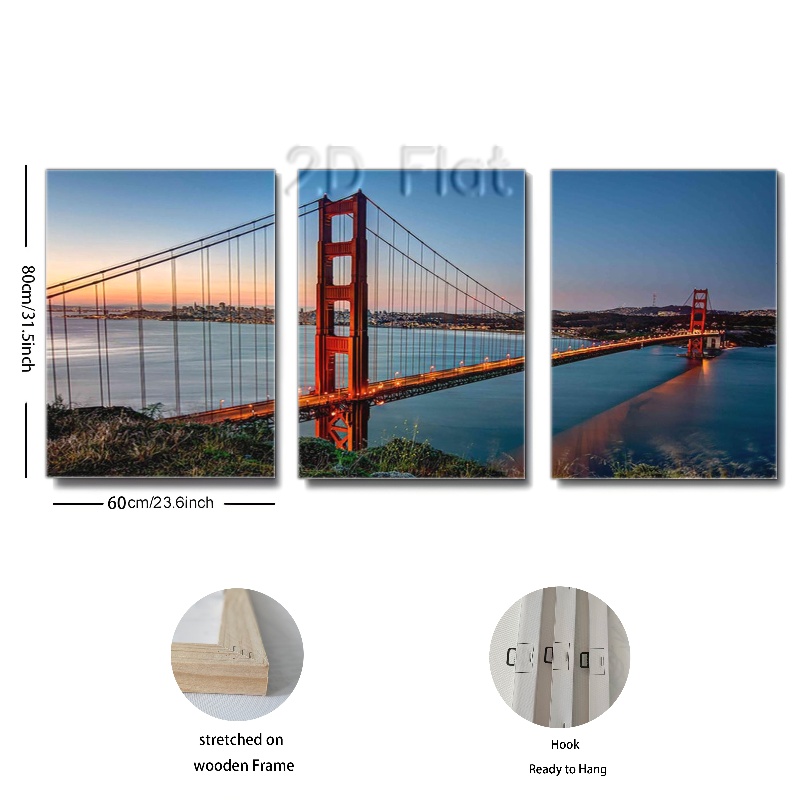 2D Flat
80cm/31.5inch
60cm/23.6inch
stretched on
wooden Frame
Hook
Ready to Hang